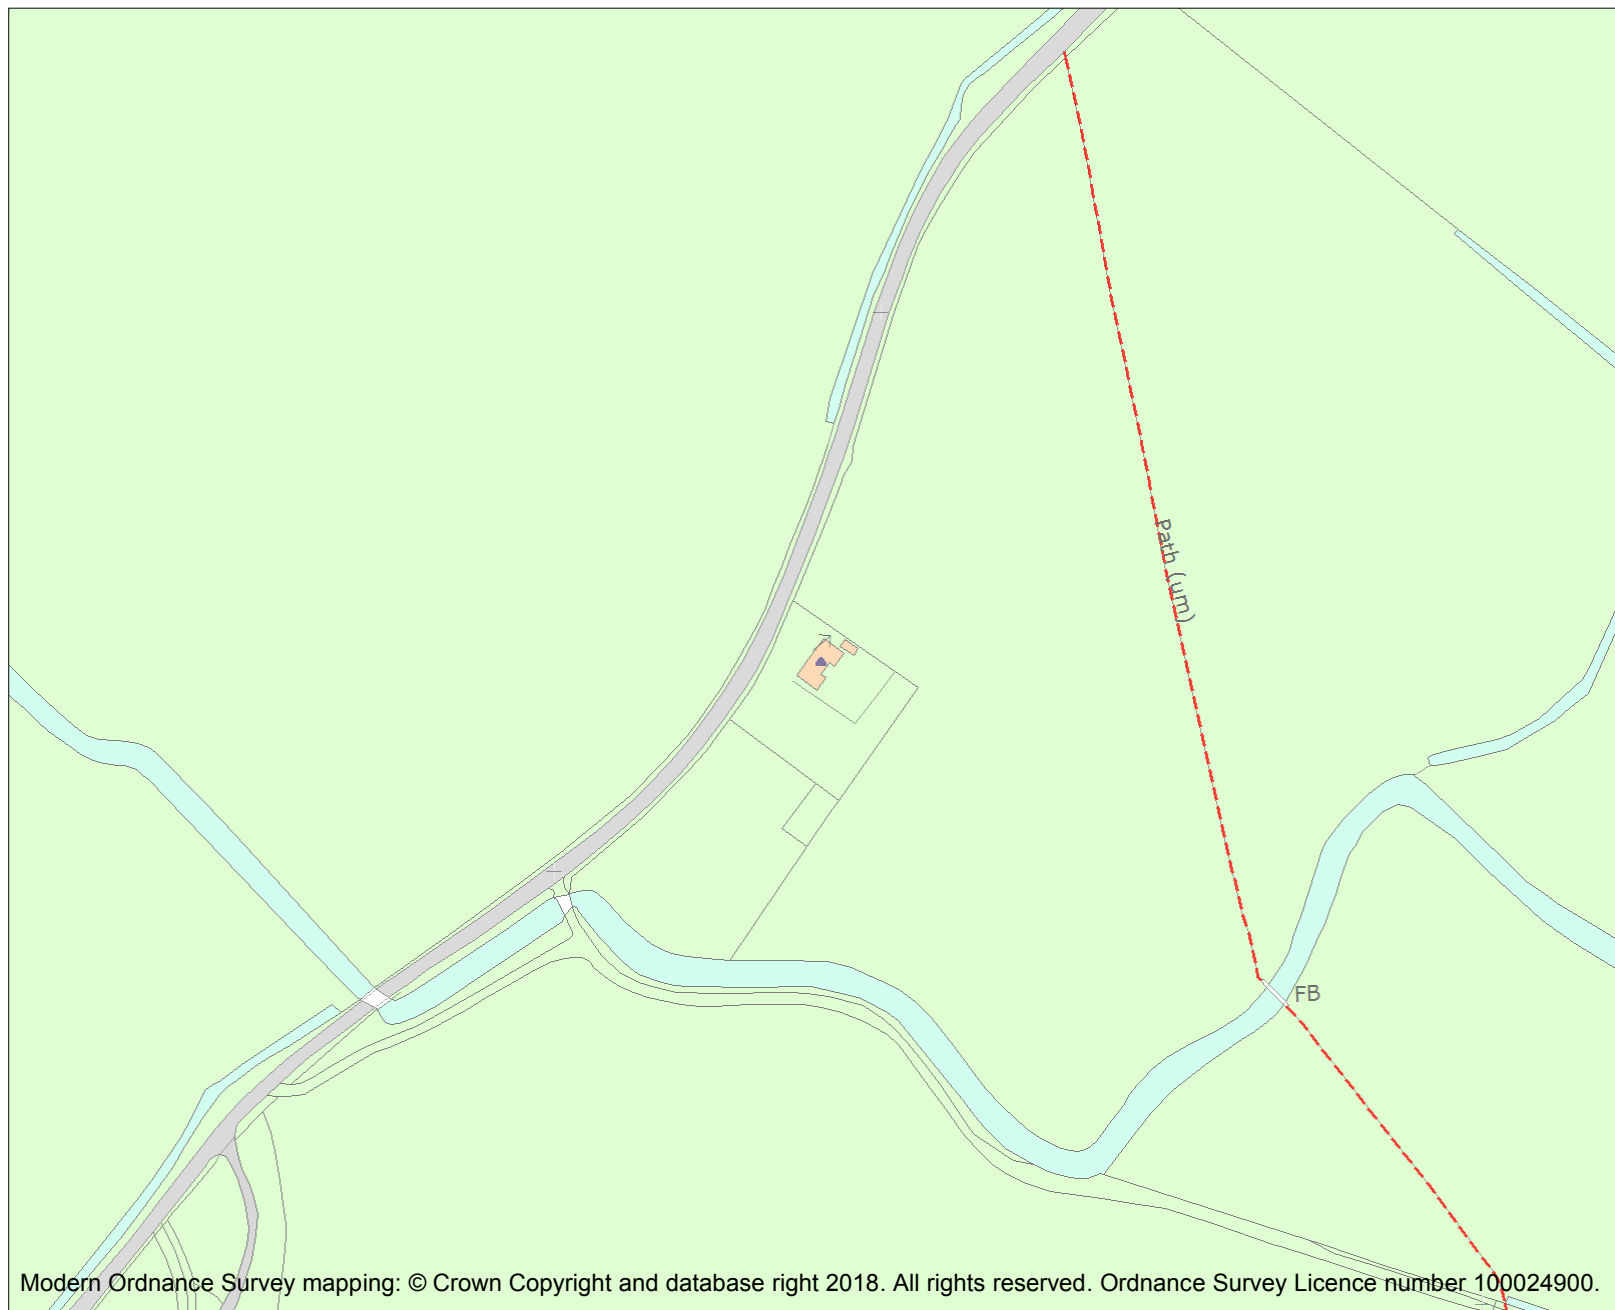 Path (um)
FB
Modern Ordnance Survey mapping: © Crown Copyright and database right 2018. All rights reserved. Ordnance Survey Licence number 100024900.